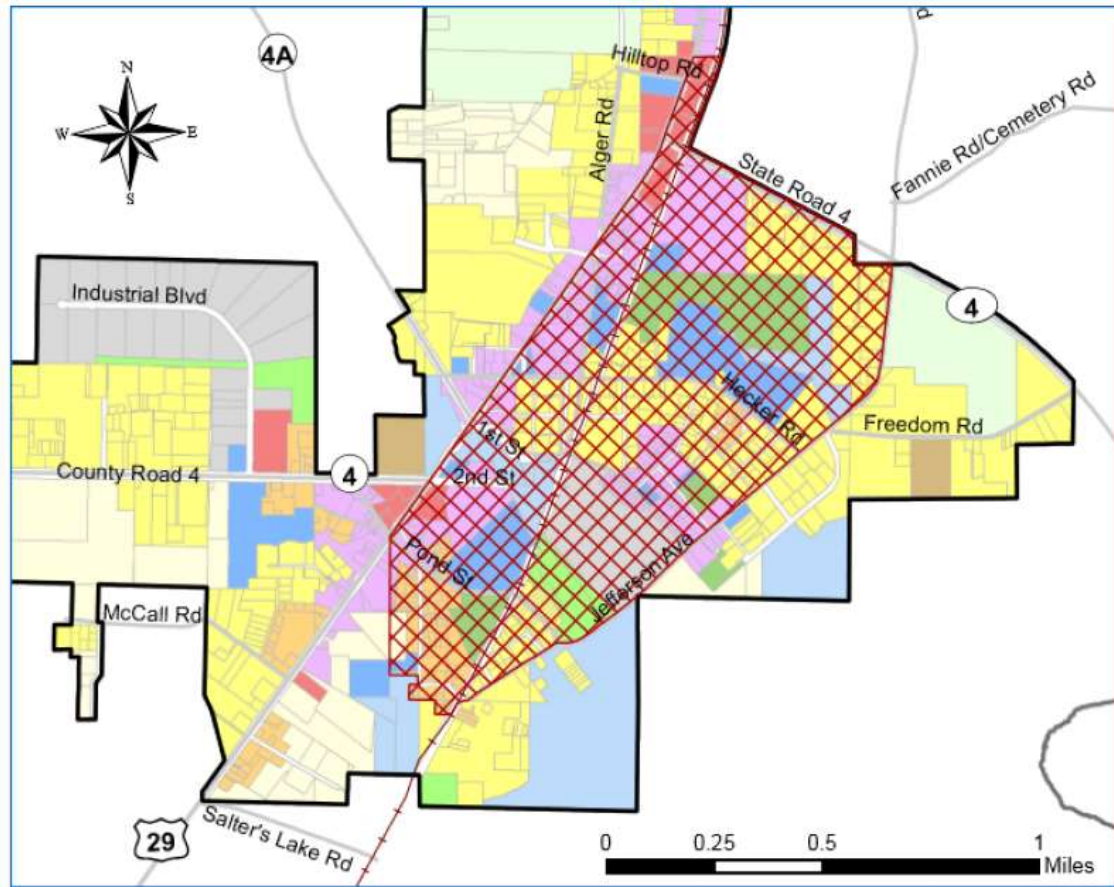 4A
Hilltop Rd
N
W E
S
Alger Rd
State Road 4
Fannie Rd/Cemetery Rd
Industrial Blvd
4
Hecker Rd
Freedom Rd
1st St
2nd St
County Road 4
4
Pond St
Jefferson Ave
McCall Rd
29
Salter's Lake Rd
0 0.25 0.5 1
Miles